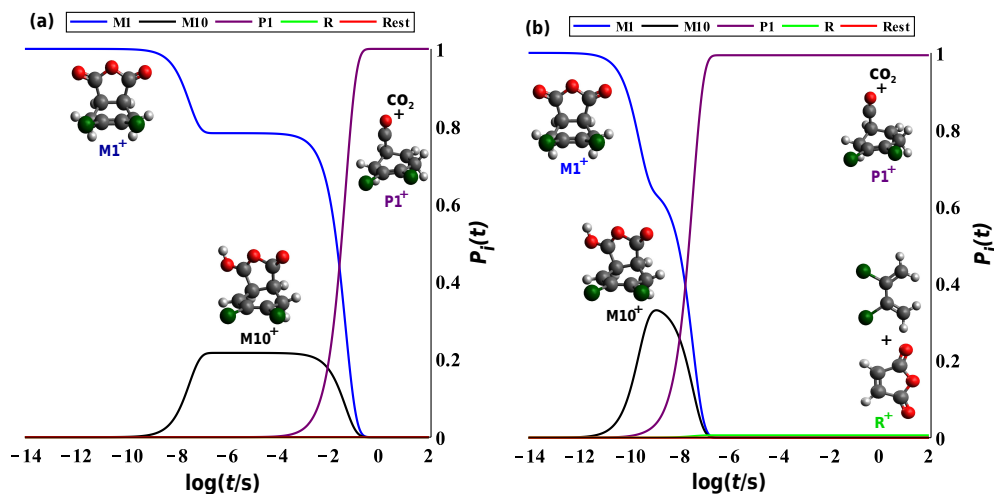 (a)
M1 M10 P1 R Rest
1
0.8
0.6
0.4
0.2
0
P_i(t)
−14 −12 −10 −8 −6 −4 −2 0 2
log(t/s)
M1+
M10+
CO2
+
P1+
(b)
M1 M10 P1 R Rest
1
0.8
0.6
0.4
0.2
0
P_i(t)
−14 −12 −10 −8 −6 −4 −2 0 2
log(t/s)
M1+
M10+
CO2
+
P1+
+
R+